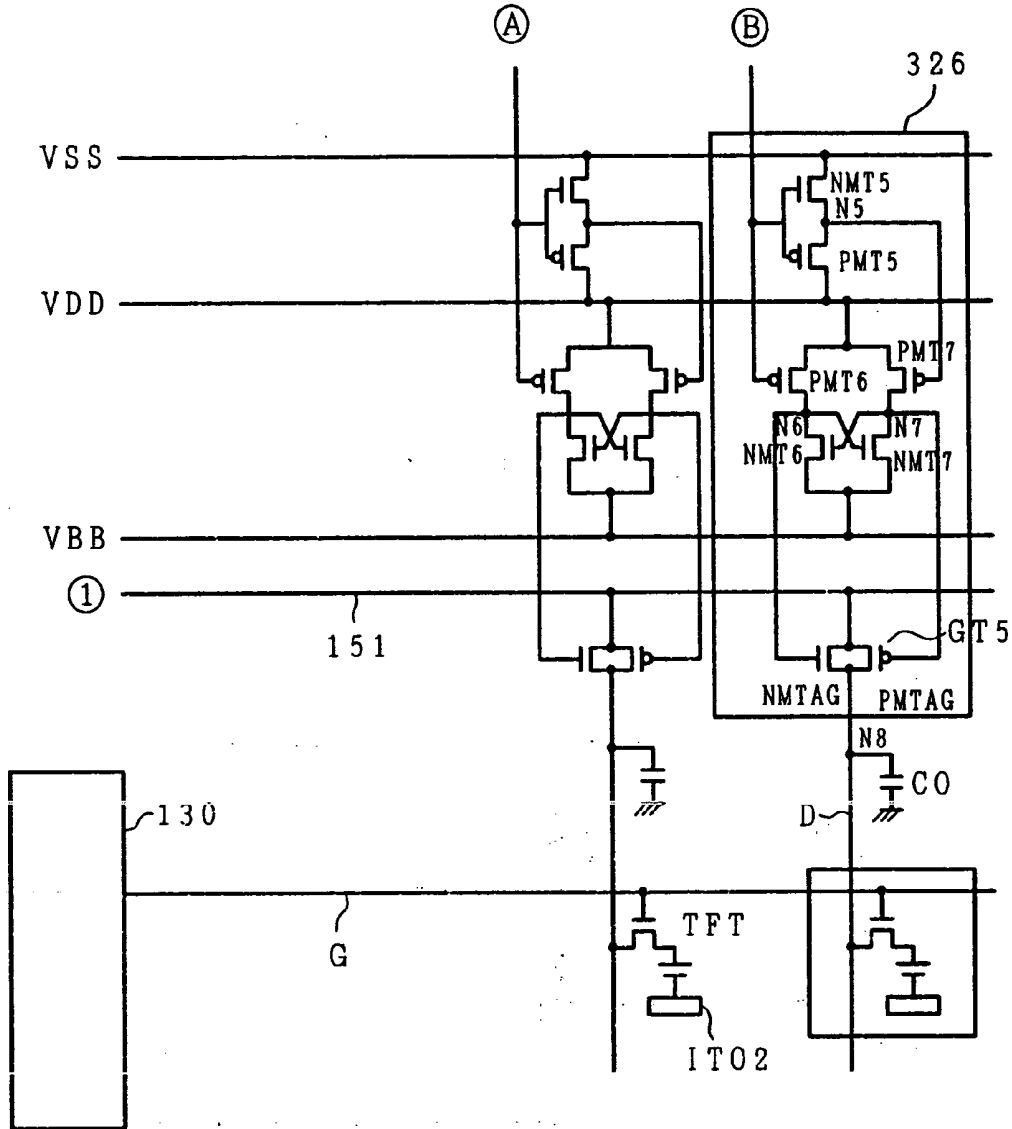 A B
326
VSS
NMT5
N5
PMT5
VDD
PMT7
PMT6
N6 N7
NMT6 NMT7
VBB
1
151
GT5
NMTAG PMTAG
N8
CO
130
D
G
TFT
ITO2